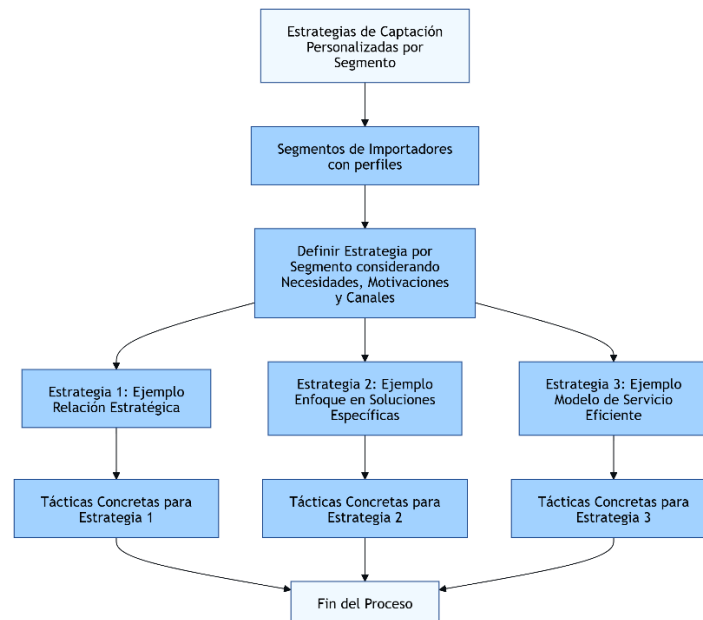 Estrategias de Captación
Personalizadas por
Segmento
Segmentos de Importadores
con perfiles
Definir Estrategia por
Segmento considerando
Necesidades, Motivaciones
y Canales
Estrategia 1: Ejemplo
Relación Estratégica
Estrategia 2: Ejemplo
Enfoque en Soluciones
Específicas
Estrategia 3: Ejemplo
Modelo de Servicio
Eficiente
Tácticas Concretas para
Estrategia 1
Tácticas Concretas para
Estrategia 2
Tácticas Concretas para
Estrategia 3
Fin del Proceso